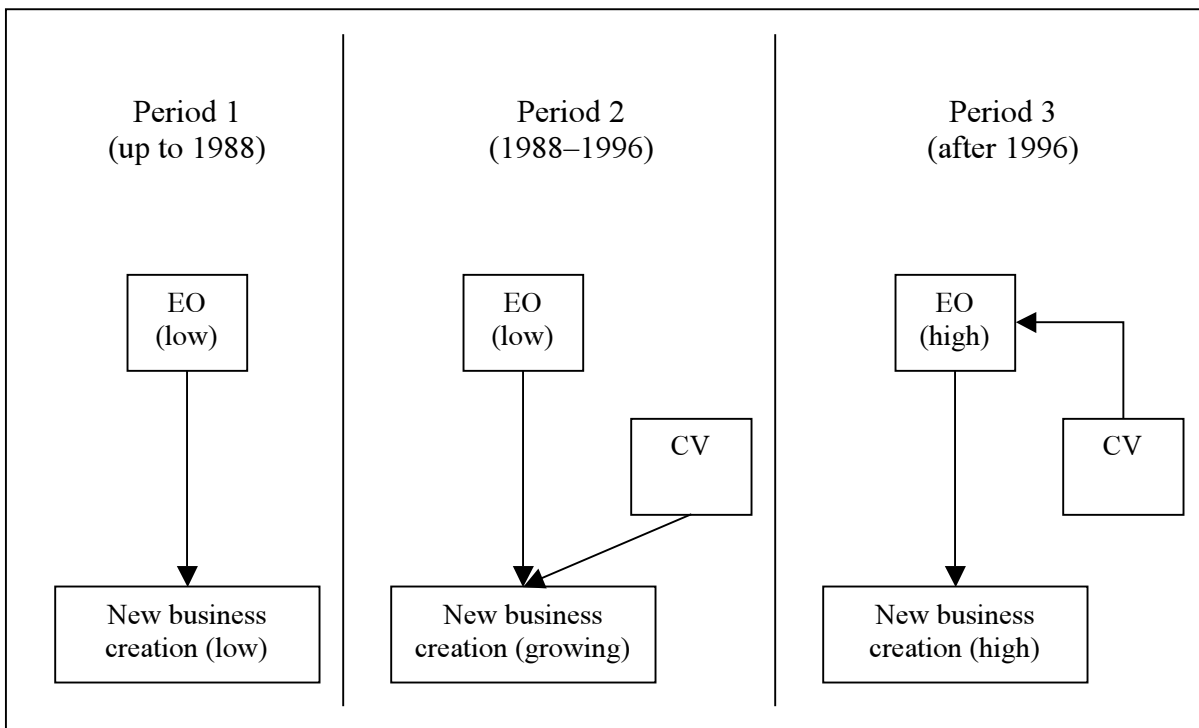 Period 1
(up to 1988)
Period 2
(1988–1996)
Period 3
(after 1996)
EO
(low)
EO
(low)
EO
(high)
CV
CV
New business
creation (low)
New business
creation (growing)
New business
creation (high)